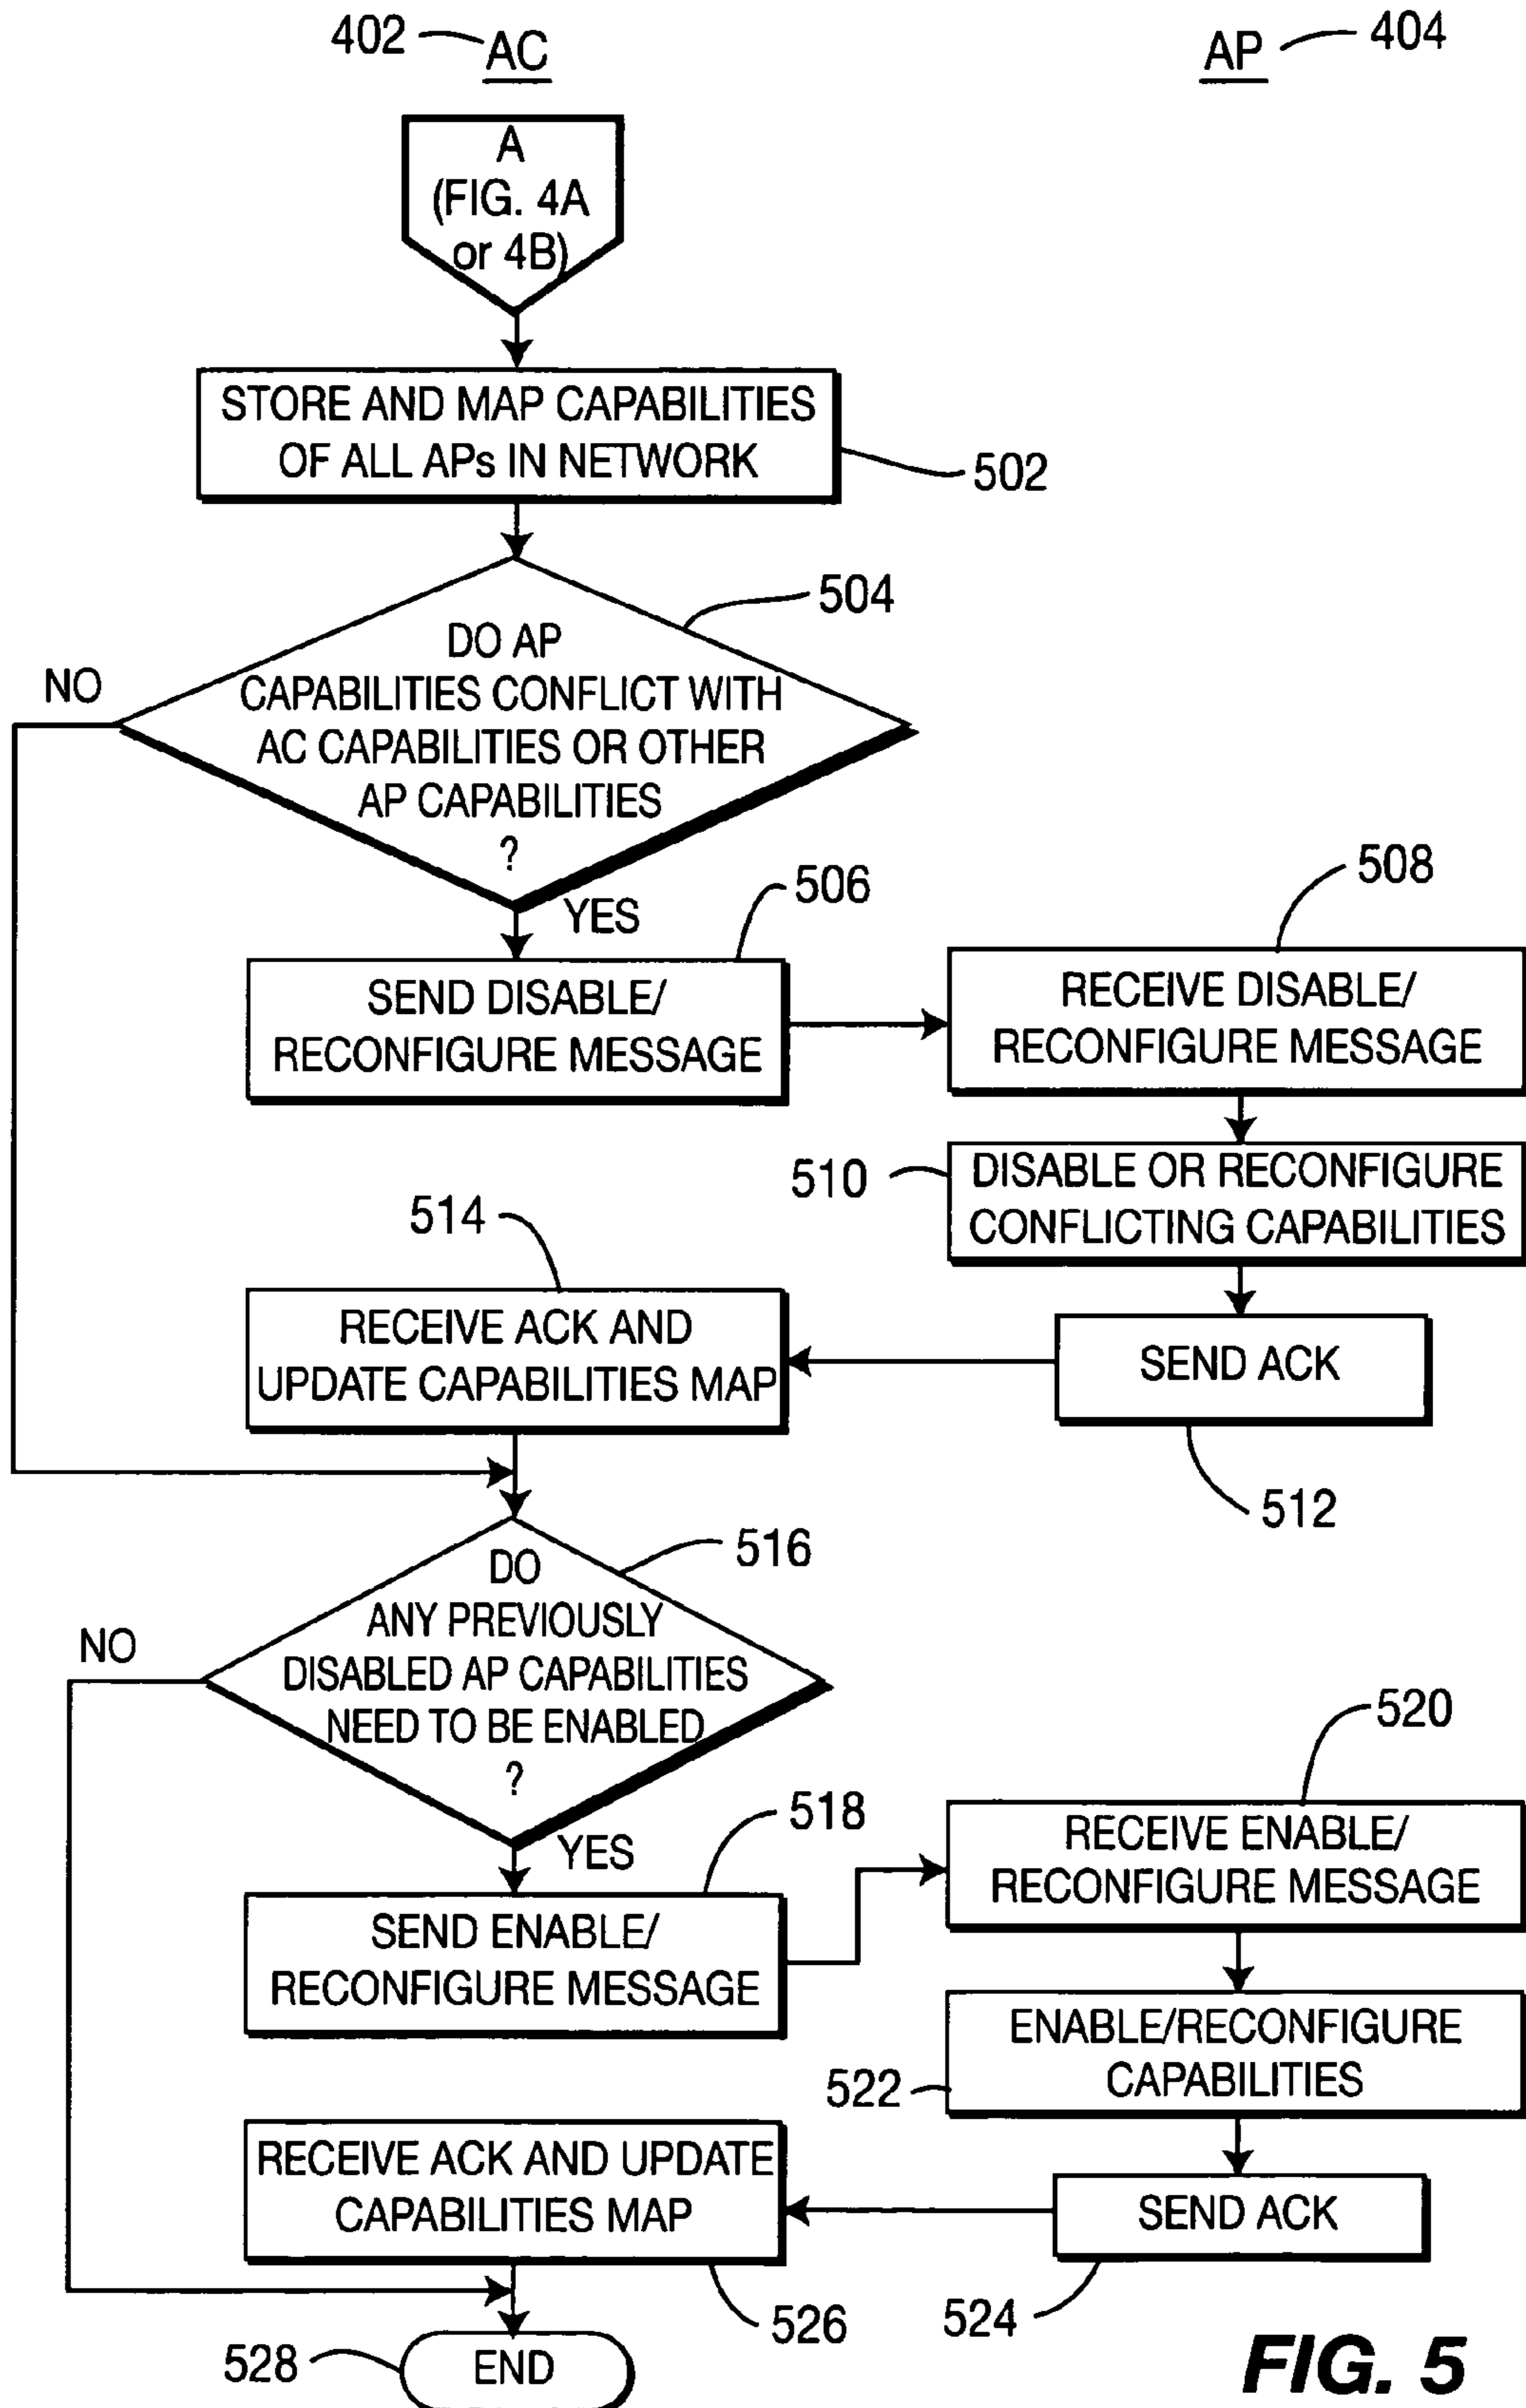 402 AC
AP 404
A
(FIG. 4A
or 4B)
STORE AND MAP CAPABILITIES
OF ALL APs IN NETWORK
502
504
DO AP
CAPABILITIES CONFLICT WITH
AC CAPABILITIES OR OTHER
AP CAPABILITIES
?
NO
YES
506
SEND DISABLE/
RECONFIGURE MESSAGE
508
RECEIVE DISABLE/
RECONFIGURE MESSAGE
510
DISABLE OR RECONFIGURE
CONFLICTING CAPABILITIES
514
RECEIVE ACK AND
UPDATE CAPABILITIES MAP
SEND ACK
512
516
DO
ANY PREVIOUSLY
DISABLED AP CAPABILITIES
NEED TO BE ENABLED
?
NO
YES
518
SEND ENABLE/
RECONFIGURE MESSAGE
520
RECEIVE ENABLE/
RECONFIGURE MESSAGE
ENABLE/RECONFIGURE
CAPABILITIES
522
RECEIVE ACK AND UPDATE
CAPABILITIES MAP
SEND ACK
526
524
528
END
FIG. 5